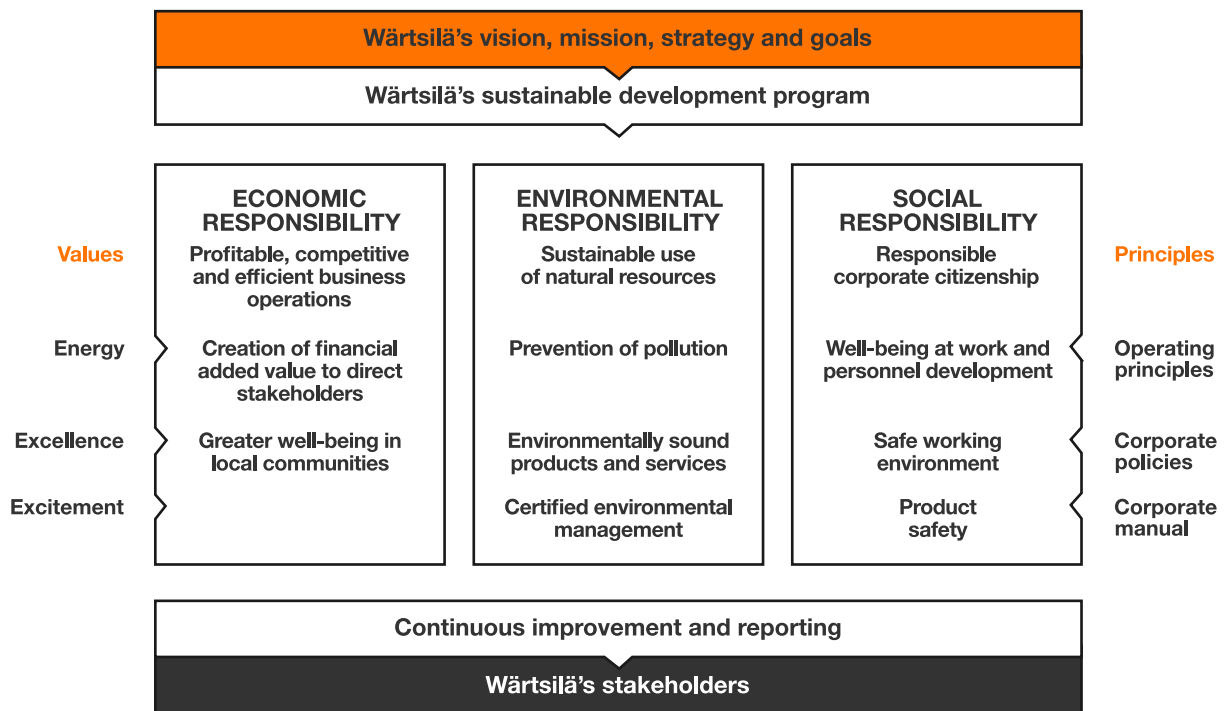 Wärtsilä’s vision, mission, strategy and goals
Wärtsilä’s sustainable development program
Values
Energy
Excellence
Excitement
ECONOMIC
RESPONSIBILITY
Profitable, competitive
and efficient business
operations
Creation of financial
added value to direct
stakeholders
Greater well-being in
local communities
ENVIRONMENTAL
RESPONSIBILITY
Sustainable use
of natural resources
Prevention of pollution
Environmentally sound
products and services
Certified environmental
management
SOCIAL
RESPONSIBILITY
Responsible
corporate citizenship
Well-being at work and
personnel development
Safe working
environment
Product
safety
Principles
Operating
principles
Corporate
policies
Corporate
manual
Continuous improvement and reporting
Wärtsilä’s stakeholders